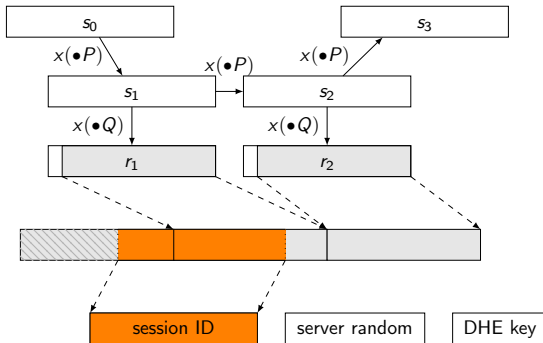 s₀ s₃
x(•P) x(•P) x(•P)
s₁ s₂
x(•Q) x(•Q)
r₁ r₂
session ID server random DHE key